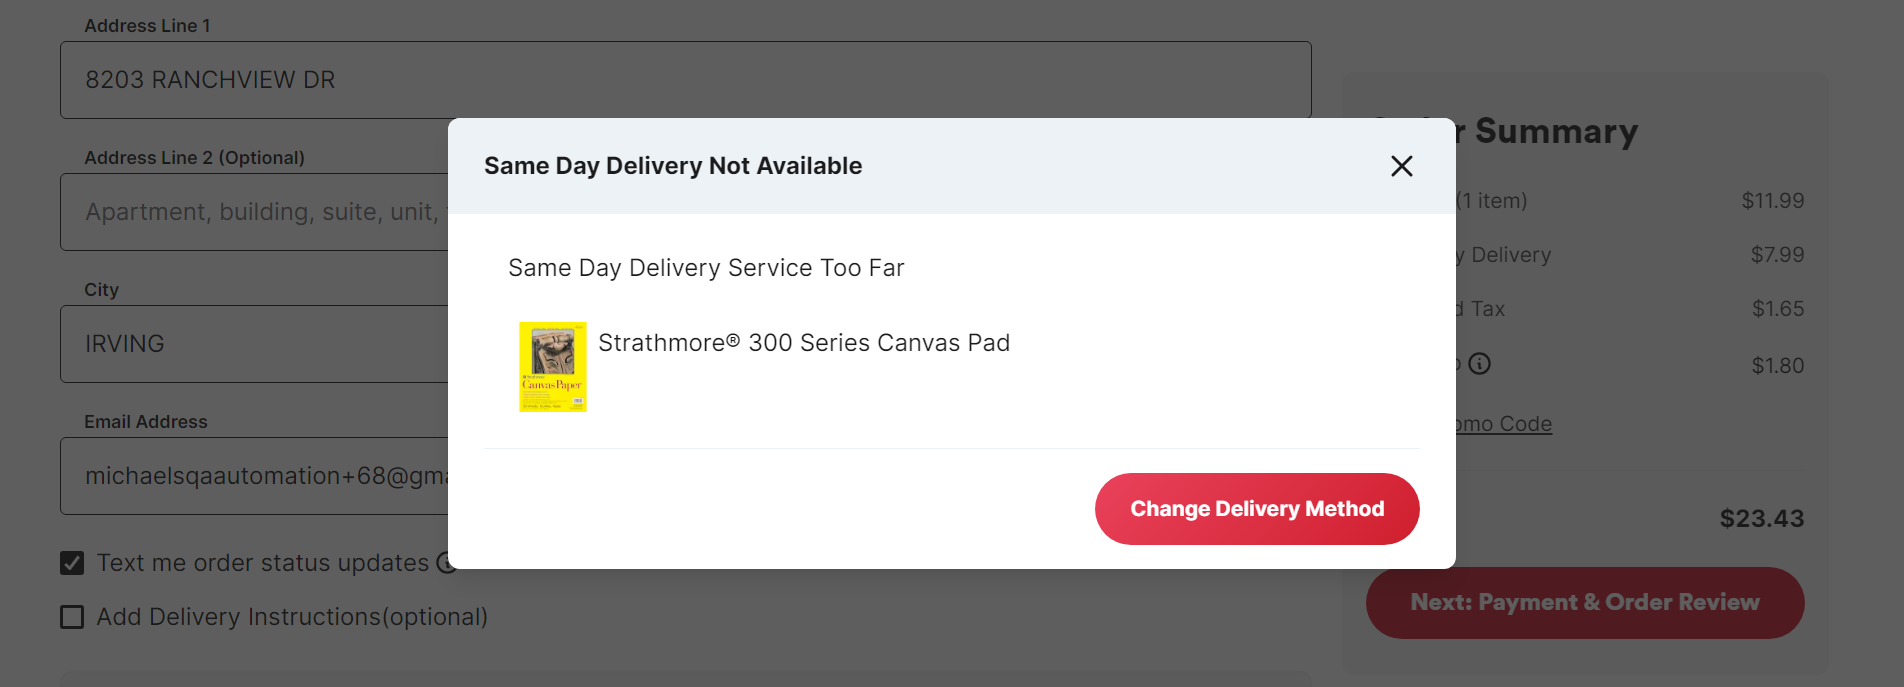 Address Line 1
8203 RANCHVIEW DR
Address Line 2 (Optional)
Apartment, building, suite, unit,
City
IRVING
Email Address
michaelsqaautomation+68@gm
Text me order status updates
Add Delivery Instructions(optional)
Same Day Delivery Not Available
Same Day Delivery Service Too Far
Canvas Paper
Strathmore® 300 Series Canvas Pad
Change Delivery Method
Summary
(1 item) $11.99
Delivery $7.99
Tax $1.65
$1.80
Code
$23.43
Next: Payment & Order Review